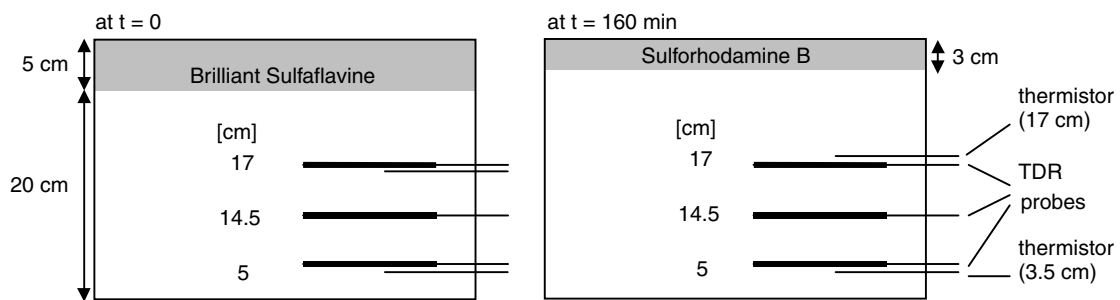 at t = 0
5 cm
Brilliant Sulfaflavine
20 cm
[cm]
17
14.5
5
at t = 160 min
Sulforhodamine B
3 cm
[cm]
17
14.5
5
thermistor
(17 cm)
TDR
probes
thermistor
(3.5 cm)